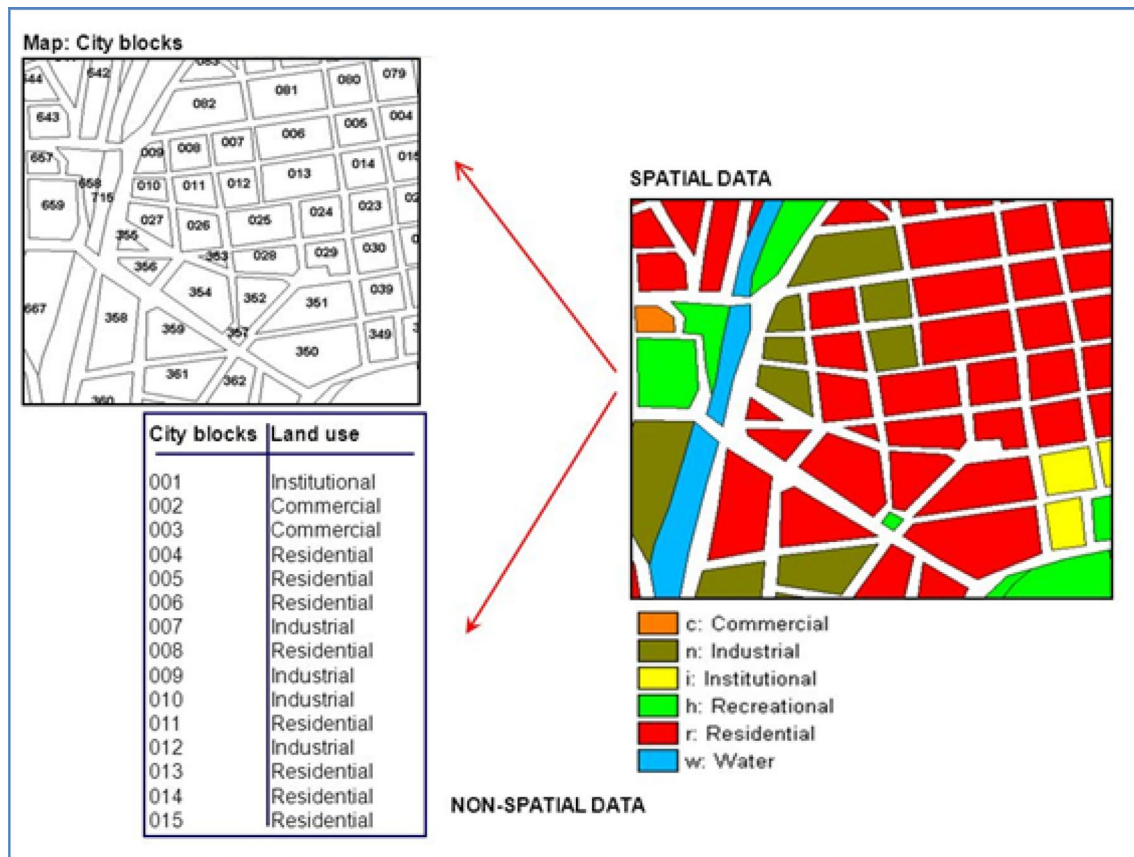 Map: City blocks
642 083 081 080 079
644 082
643 005 004
006
009 008 007
657 014 015
013
658 010 011 012
715
659 023
024
027 026 025
355
353 028 029 030
356
354 352 351 039
667 358
359 357 349
350
361 362
360
City blocks Land use
001 Institutional
002 Commercial
003 Commercial
004 Residential
005 Residential
006 Residential
007 Industrial
008 Residential
009 Industrial
010 Industrial
011 Residential
012 Industrial
013 Residential
014 Residential
015 Residential
SPATIAL DATA
c: Commercial
n: Industrial
i: Institutional
h: Recreational
r: Residential
w: Water
NON-SPATIAL DATA